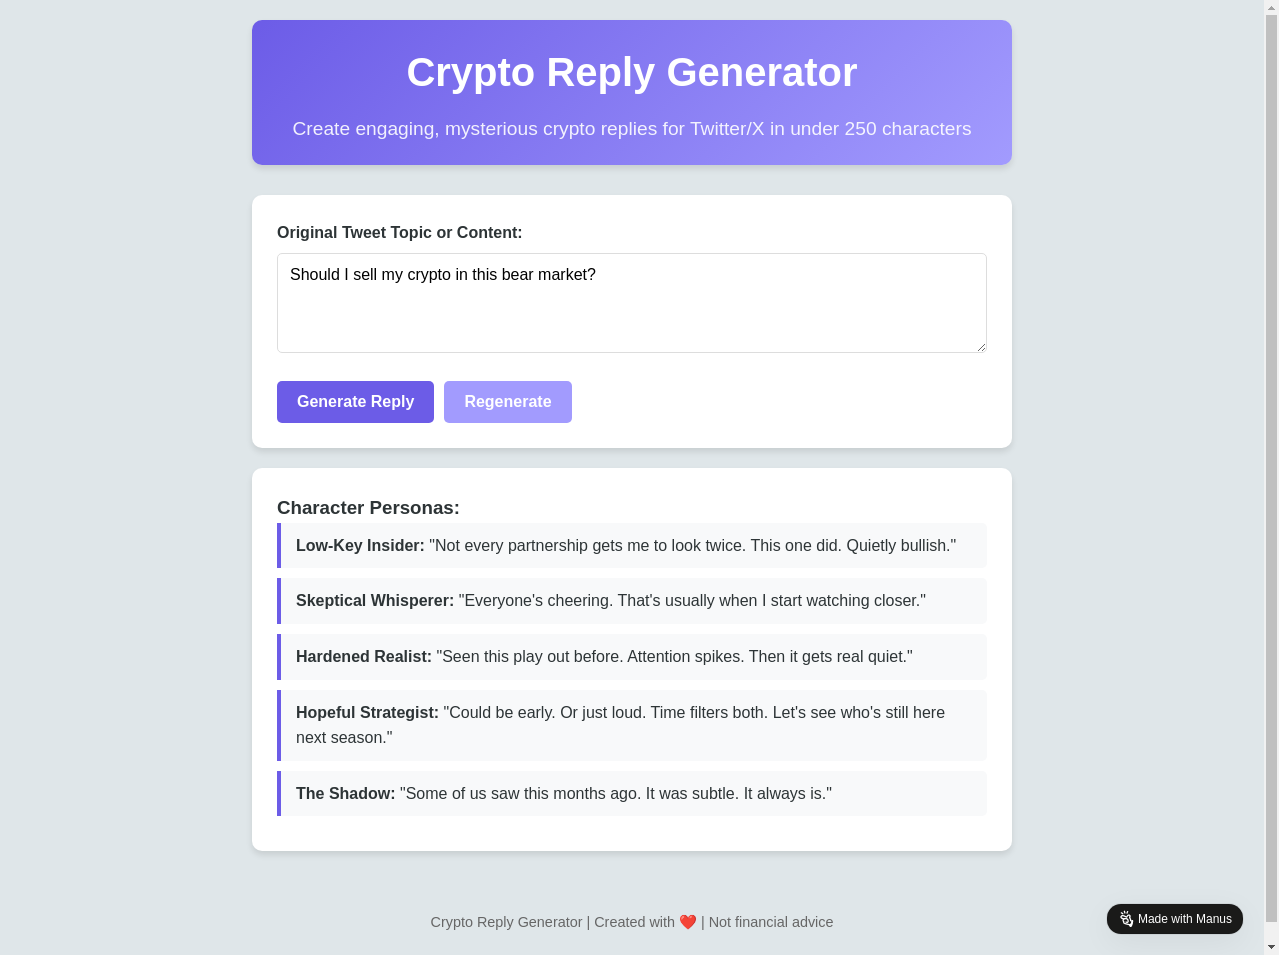 Crypto Reply Generator
Create engaging, mysterious crypto replies for Twitter/X in under 250 characters
Original Tweet Topic or Content:
Should I sell my crypto in this bear market?
Generate Reply
Regenerate
Character Personas:
Low-Key Insider: "Not every partnership gets me to look twice. This one did. Quietly bullish."
Skeptical Whisperer: "Everyone's cheering. That's usually when I start watching closer."
Hardened Realist: "Seen this play out before. Attention spikes. Then it gets real quiet."
Hopeful Strategist: "Could be early. Or just loud. Time filters both. Let's see who's still here
next season."
The Shadow: "Some of us saw this months ago. It was subtle. It always is."
Crypto Reply Generator | Created with ❤️ | Not financial advice
Made with Manus